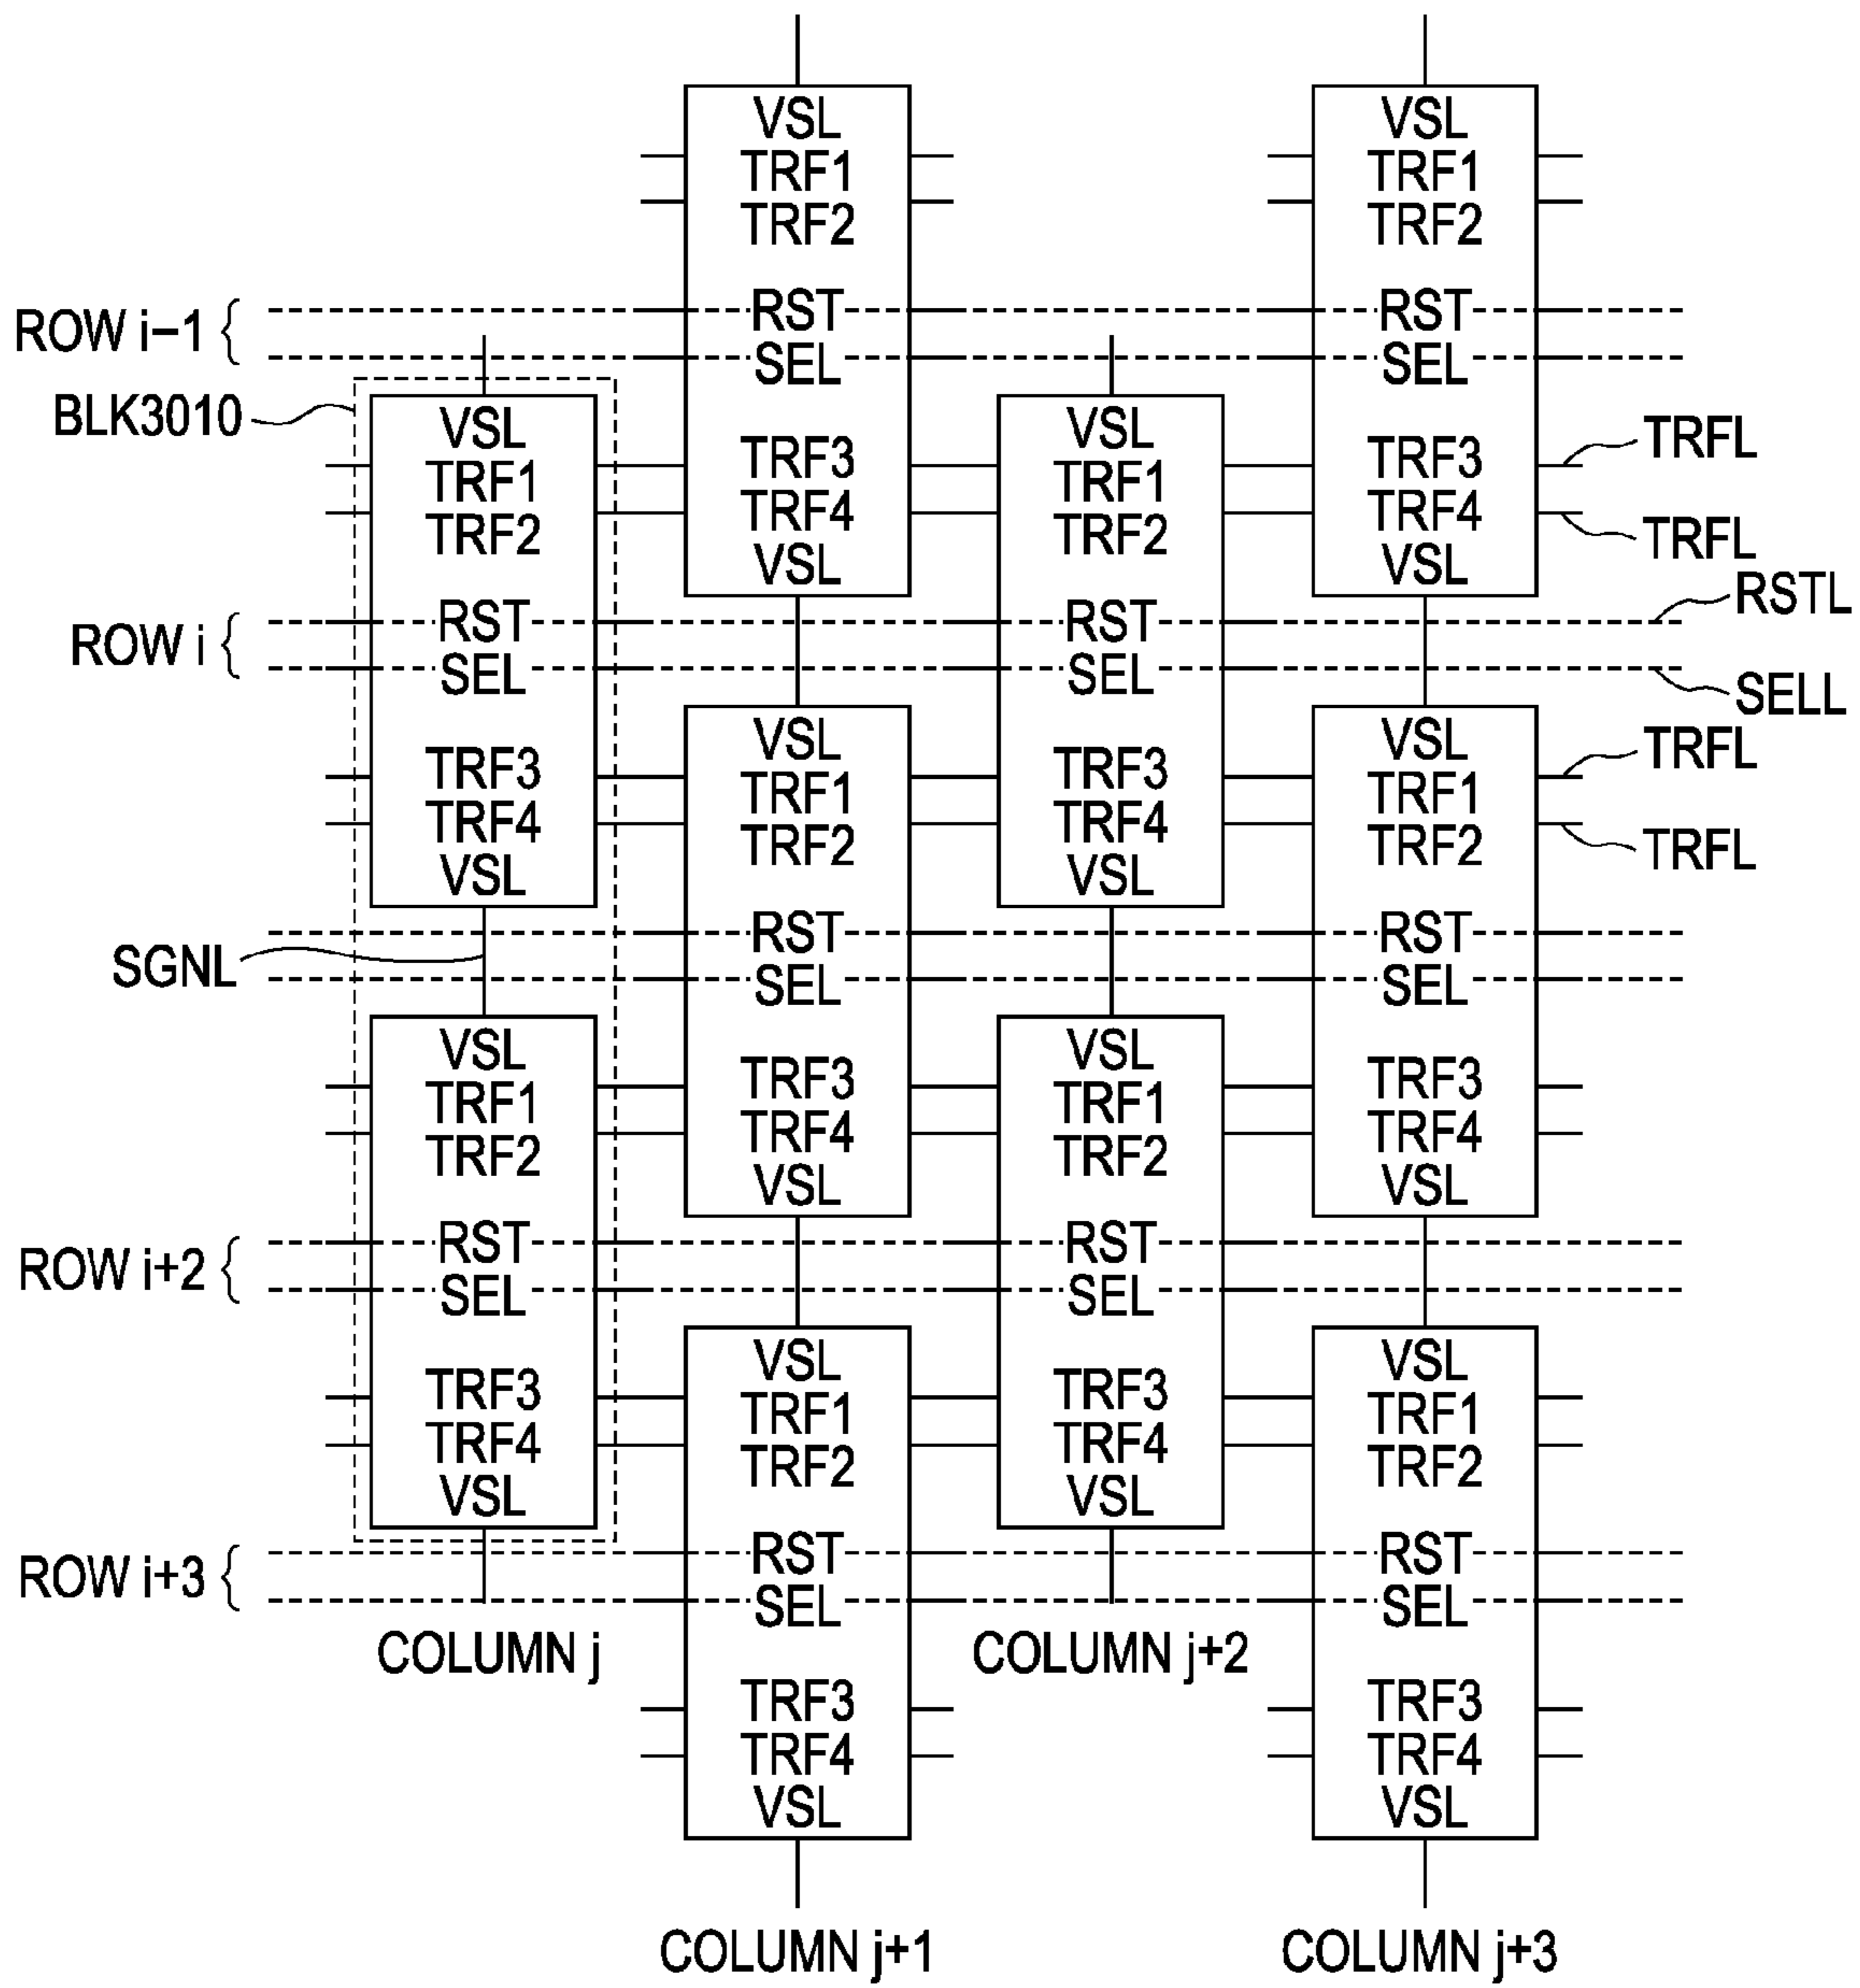 VSL VSL
TRF1 TRF1
TRF2 TRF2
ROW i−1 { RST RST
SEL SEL
BLK3010 VSL VSL
TRF3 TRF3 TRFL
TRF1 TRF1
TRF4 TRF4 TRFL
TRF2 TRF2
VSL VSL
RSTL
ROW i { RST RST
SEL SEL SELL
VSL VSL TRFL
TRF3 TRF3
TRF1 TRF1
TRF4 TRF4
TRF2 TRF2 TRFL
VSL VSL
RST RST
SGNL SEL SEL
VSL VSL
TRF3 TRF3
TRF1 TRF1
TRF4 TRF4
TRF2 TRF2
VSL VSL
ROW i+2 { RST RST
SEL SEL
VSL VSL
TRF3 TRF3
TRF1 TRF1
TRF4 TRF4
TRF2 TRF2
VSL VSL
ROW i+3 { RST RST
SEL SEL
COLUMN j COLUMN j+2
TRF3 TRF3
TRF4 TRF4
VSL VSL
COLUMN j+1 COLUMN j+3